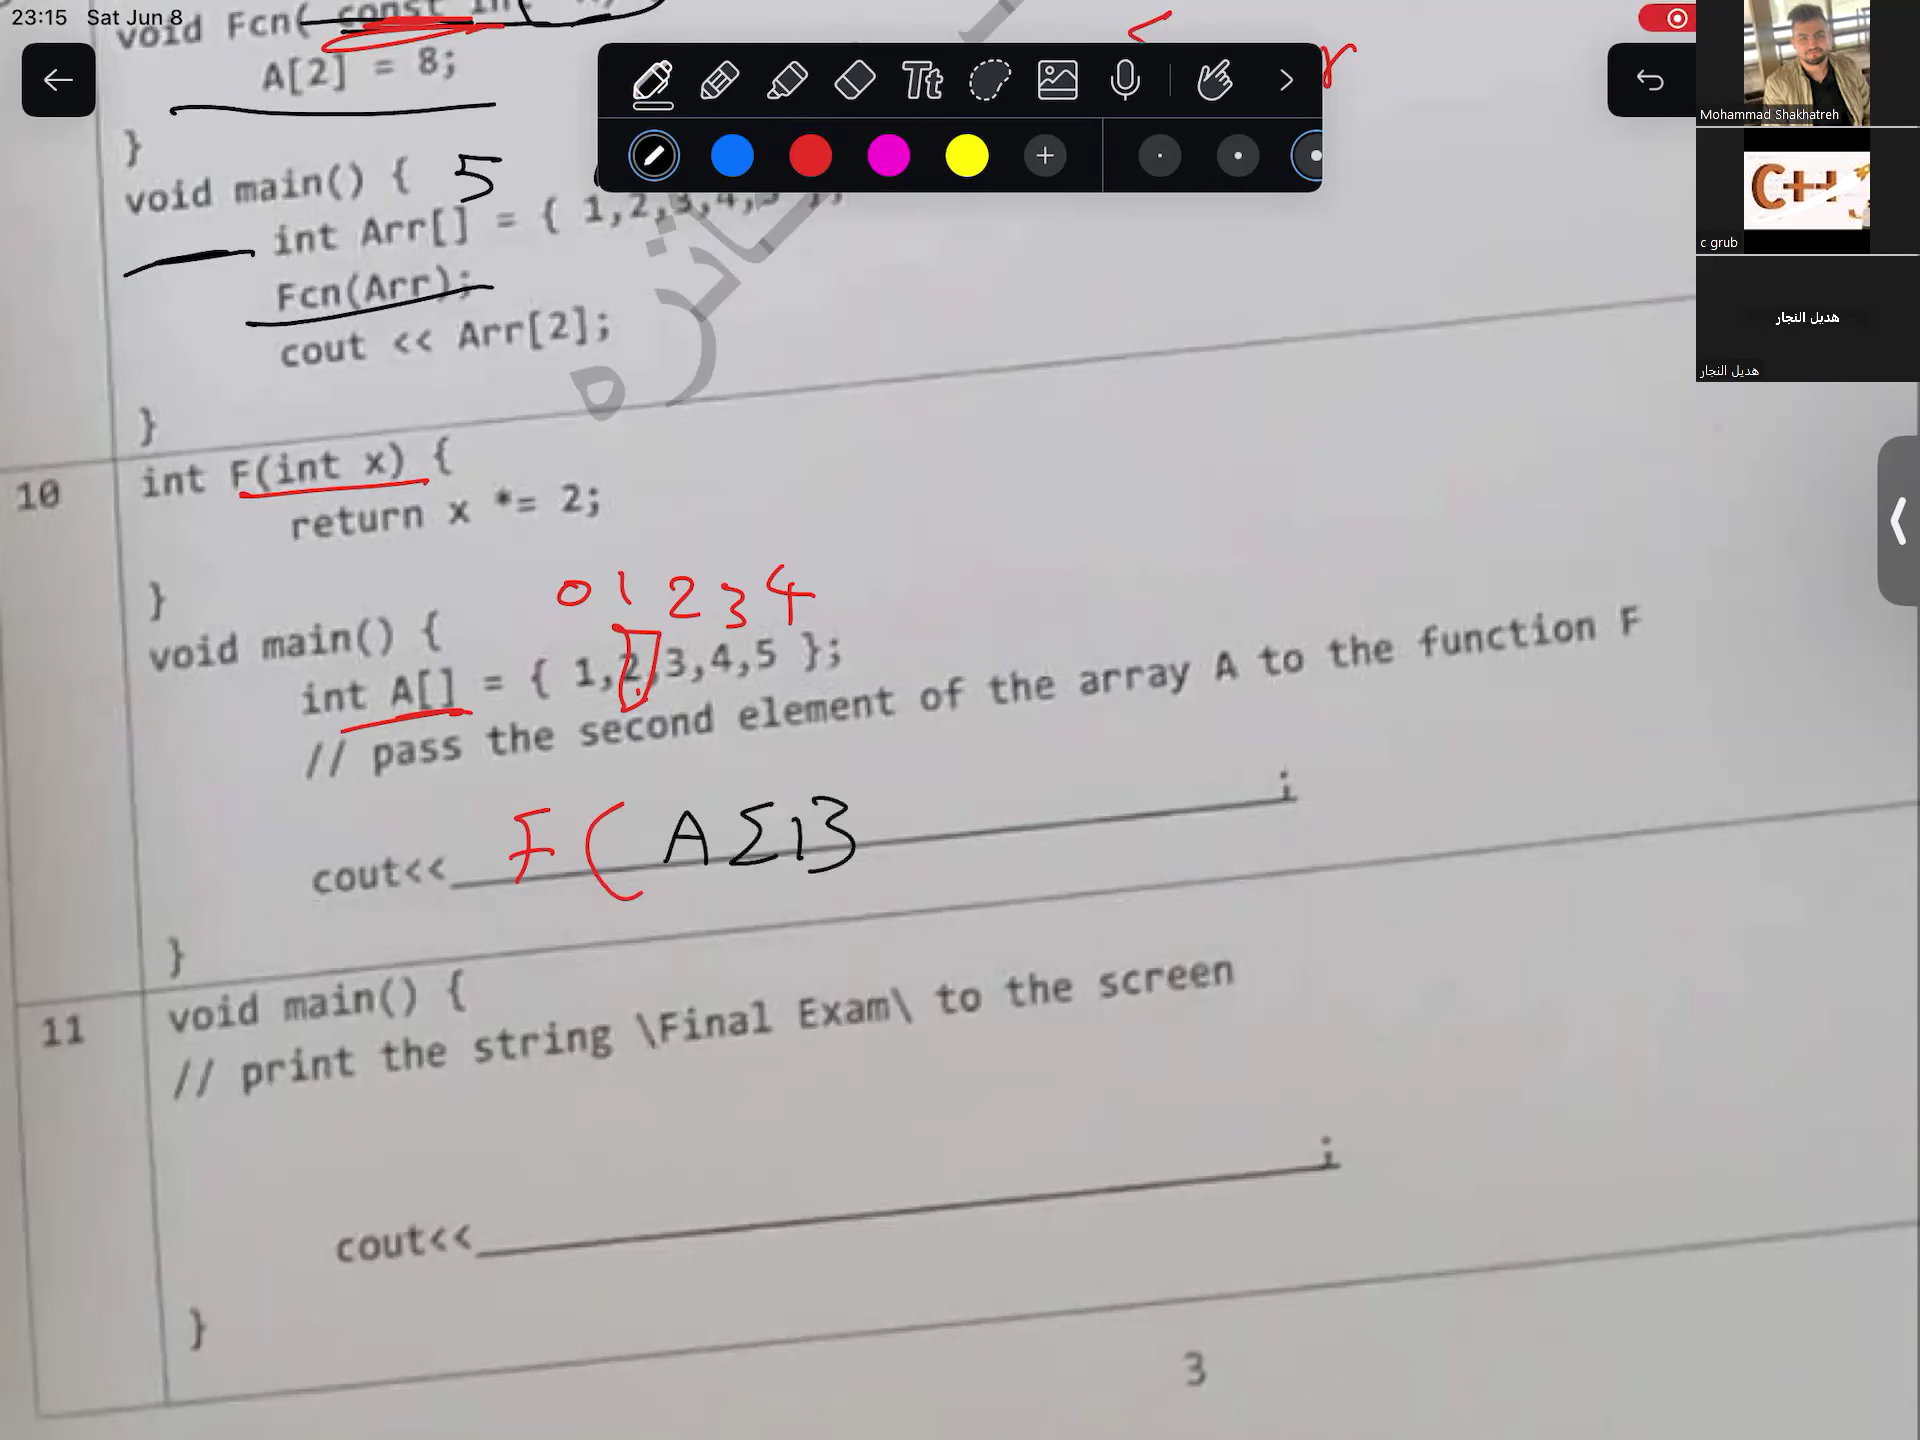 23:15 Sat Jun 8
void Fcn( const int
A[2] = 8;
}
void main() { 5
int Arr[] = { 1,2,3,4,5 };
Fcn(Arr);
cout << Arr[2];
}
Tt
Mohammad Shakhatreh
C++
c grub
هديل النجار
هديل النجار
10
int F(int x) {
return x *= 2;
}
0 1 2 3 4
void main() {
int A[] = { 1,2,3,4,5 };
// pass the second element of the array A to the function F
cout<< F( A[1] ;
}
11
void main() {
// print the string \Final Exam\ to the screen
cout<< ;
}
3